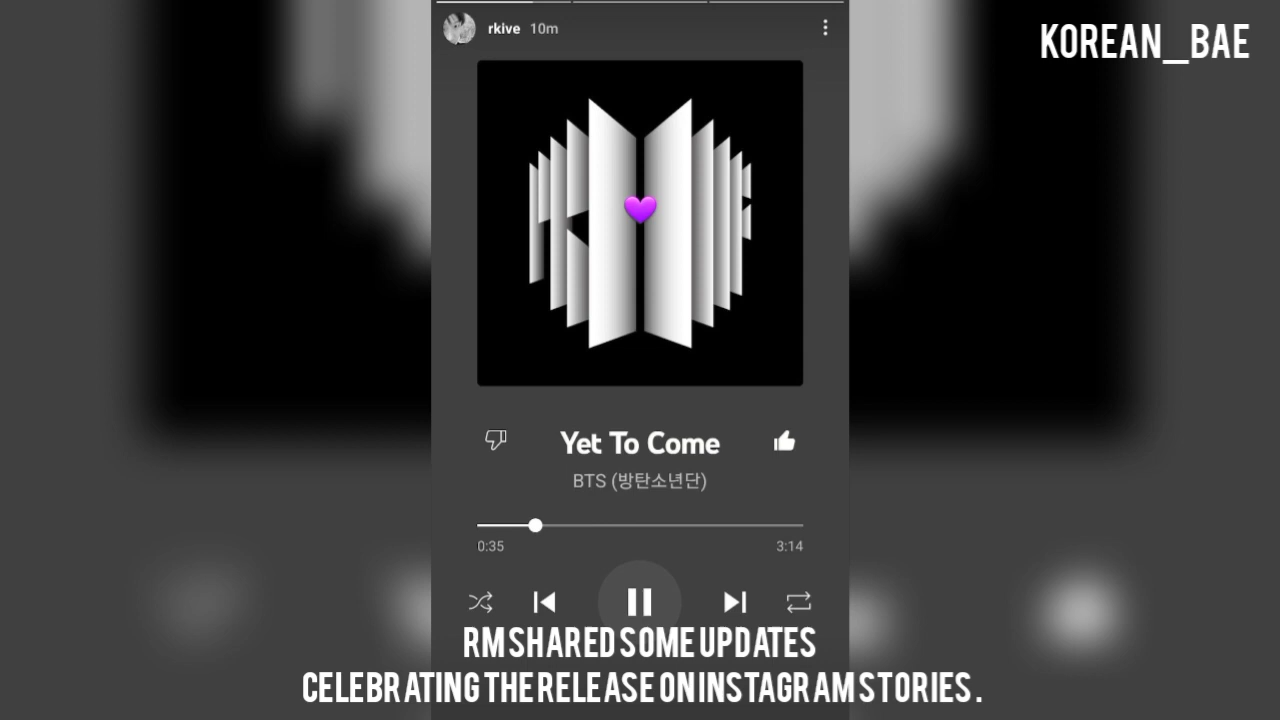 rkive 10m
KOREAN_BAE
Yet To Come
BTS (방탄소년단)
0:35 3:14
RM SHARED SOME UPDATES
CELEBRATING THE RELEASE ON INSTAGRAM STORIES .